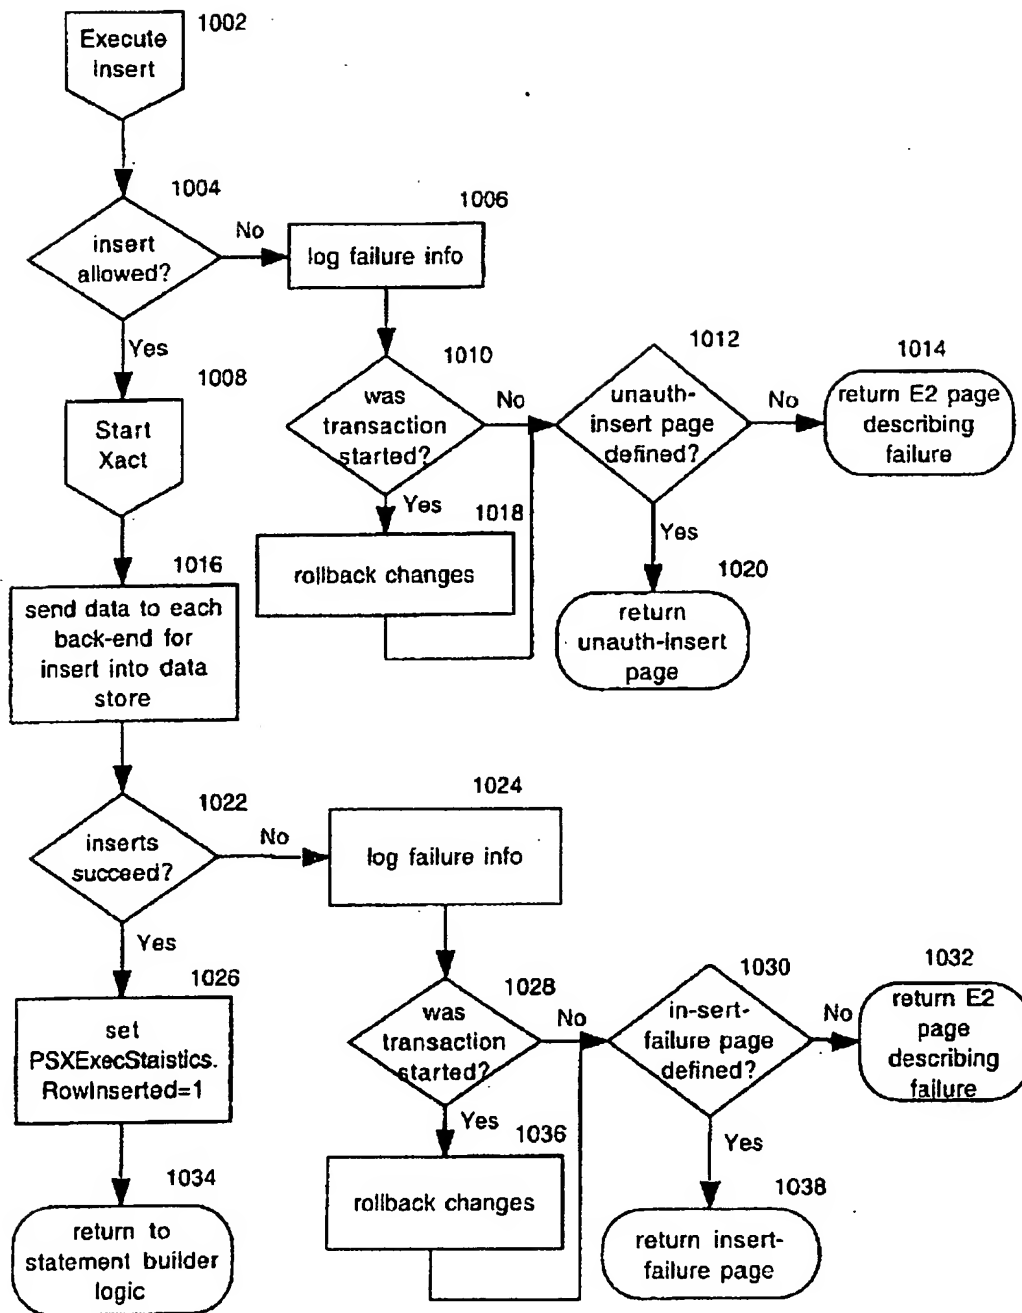 1002
Execute
insert
1004
insert
allowed?
No
1006
log failure info
Yes
1008
Start
Xact
1010
was
transaction
started?
No
1012
unauth-
insert page
defined?
No
1014
return E2 page
describing
failure
Yes
1018
rollback changes
Yes
1020
return
unauth-insert
page
1016
send data to each
back-end for
insert into data
store
1022
inserts
succeed?
No
1024
log failure info
Yes
1026
set
PSXExecStaistics.
RowInserted=1
1028
was
transaction
started?
No
1030
in-sert-
failure page
defined?
No
1032
return E2
page
describing
failure
Yes
1036
rollback changes
Yes
1038
return insert-
failure page
1034
return to
statement builder
logic